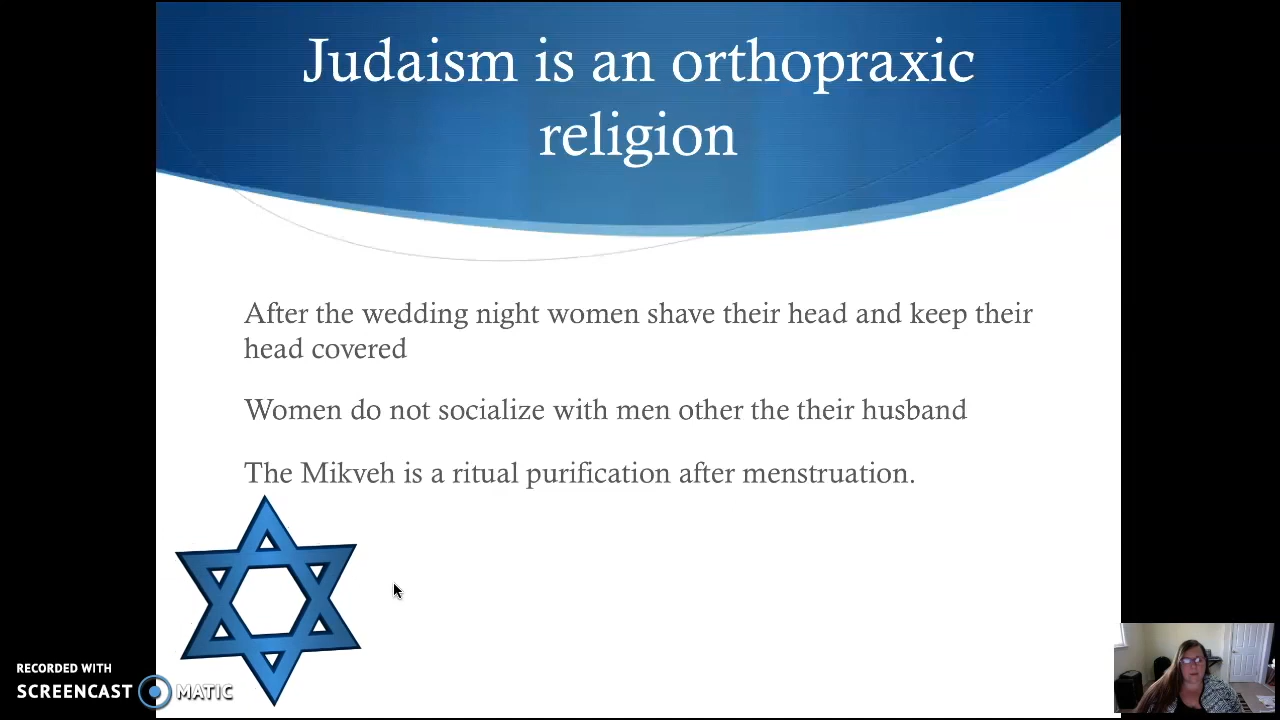 Judaism is an orthopraxic
religion
After the wedding night women shave their head and keep their
head covered
Women do not socialize with men other the their husband
The Mikveh is a ritual purification after menstruation.
RECORDED WITH
SCREENCAST MATIC